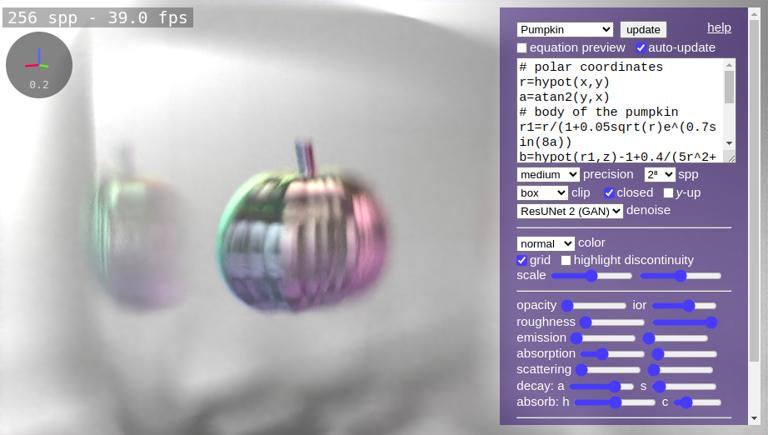 256 spp - 39.0 fps
0.2
Pumpkin update help
equation preview auto-update
# polar coordinates
r=hypot(x,y)
a=atan2(y,x)
# body of the pumpkin
r1=r/(1+0.05sqrt(r)e^(0.7s
in(8a))
b=hypot(r1,z)-1+0.4/(5r^2+
medium precision 2⁸ spp
box clip closed y-up
ResUNet 2 (GAN) denoise
normal color
grid highlight discontinuity
scale
opacity ior
roughness
emission
absorption
scattering
decay: a s
absorb: h c